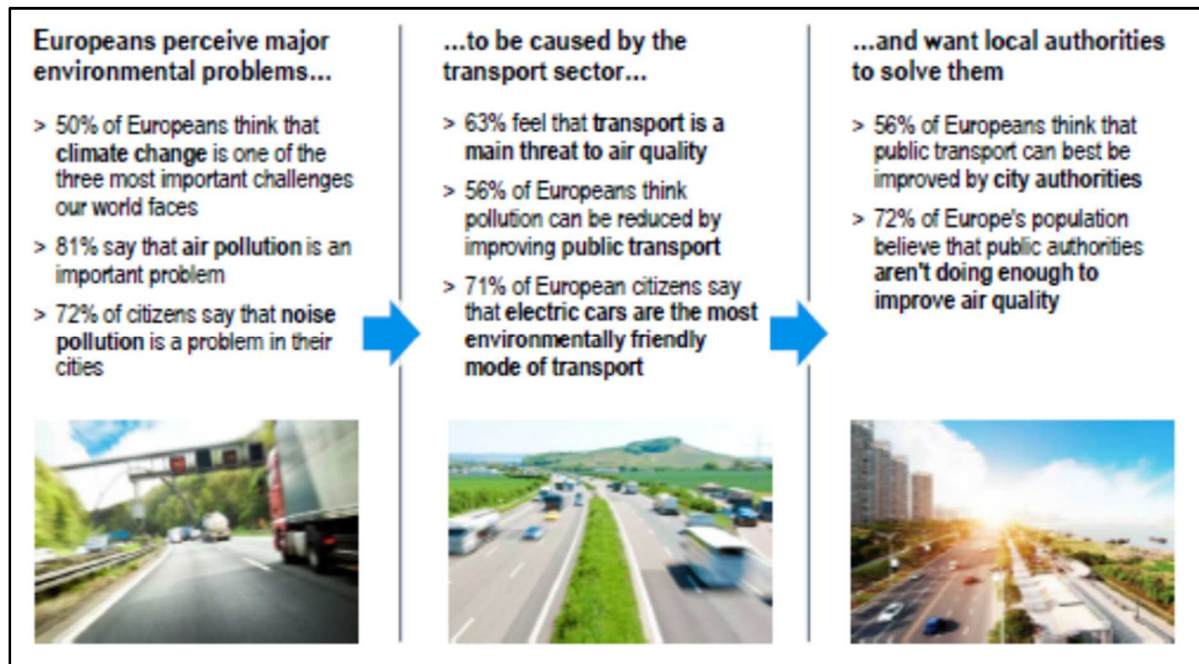 Europeans perceive major
environmental problems...
> 50% of Europeans think that
climate change is one of the
three most important challenges
our world faces
> 81% say that air pollution is an
important problem
> 72% of citizens say that noise
pollution is a problem in their
cities
...to be caused by the
transport sector...
> 63% feel that transport is a
main threat to air quality
> 56% of Europeans think
pollution can be reduced by
improving public transport
> 71% of European citizens say
that electric cars are the most
environmentally friendly
mode of transport
...and want local authorities
to solve them
> 56% of Europeans think that
public transport can best be
improved by city authorities
> 72% of Europe's population
believe that public authorities
aren't doing enough to
improve air quality